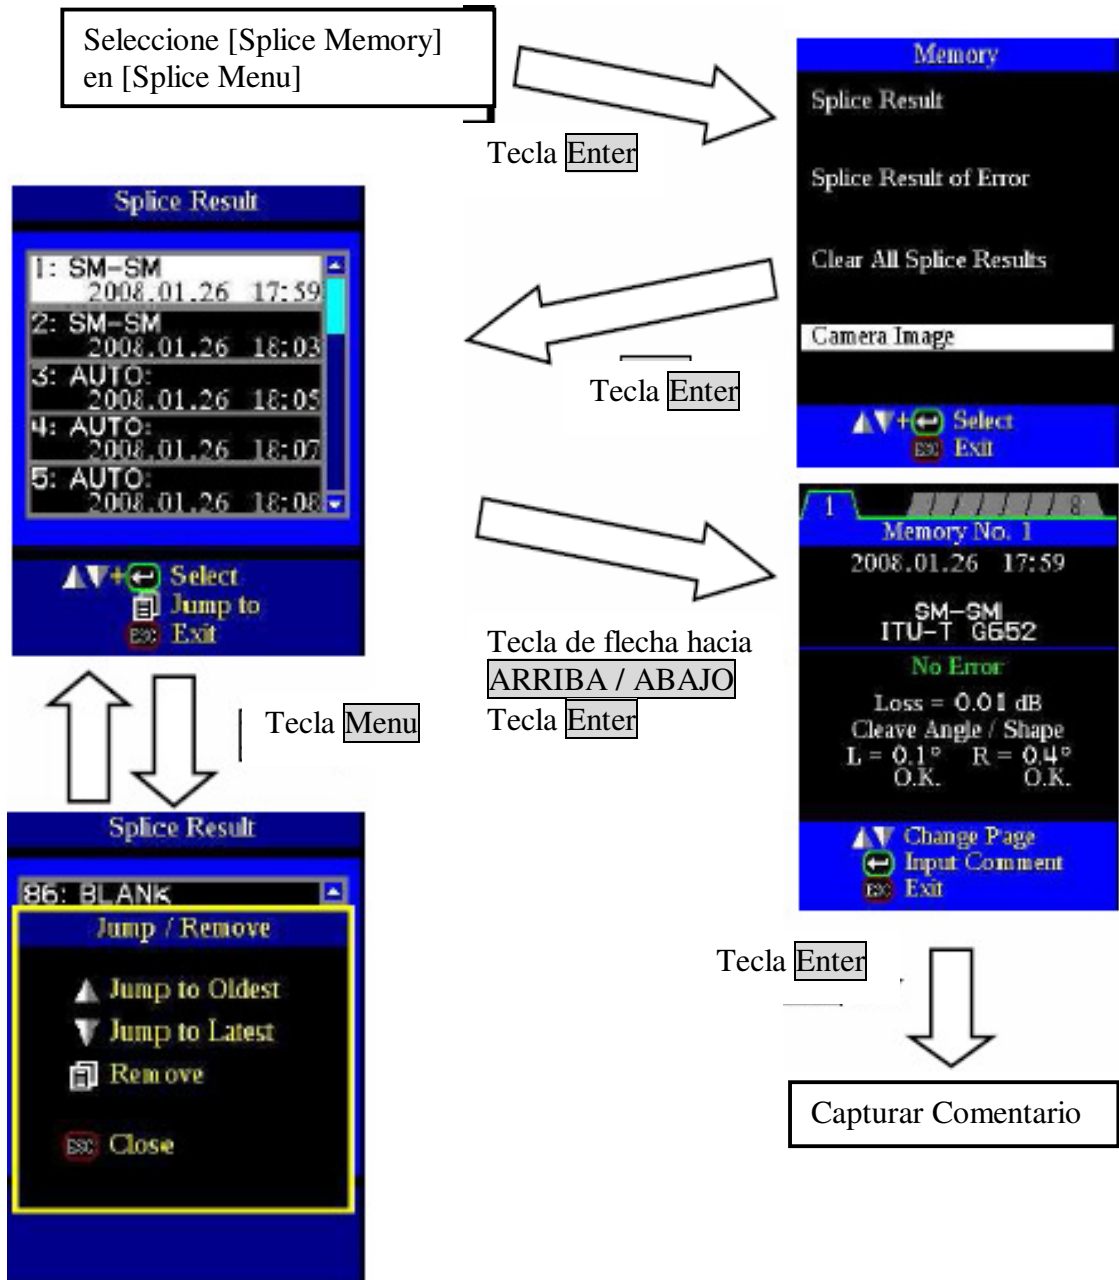 Seleccione [Splice Memory]
en [Splice Menu]
Tecla Enter
Memory
Splice Result
Splice Result of Error
Clear All Splice Results
Camera Image
Select
ESC Exit
Tecla Enter
Splice Result
1: SM-SM
2008.01.26 17:59
2: SM-SM
2008.01.26 18:03
3: AUTO:
2008.01.26 18:05
4: AUTO:
2008.01.26 18:07
5: AUTO:
2008.01.26 18:08
+ Select
Jump to
ESC Exit
Tecla de flecha hacia
ARRIBA / ABAJO
Tecla Enter
1 8
Memory No. 1
2008.01.26 17:59
SM-SM
ITU-T G652
No Error
Loss = 0.01 dB
Cleave Angle / Shape
L = 0.1° R = 0.4°
O.K. O.K.
Change Page
Input Comment
ESC Exit
Tecla Menu
Splice Result
86: BLANK
Jump / Remove
Jump to Oldest
Jump to Latest
Remove
ESC Close
Tecla Enter
Capturar Comentario